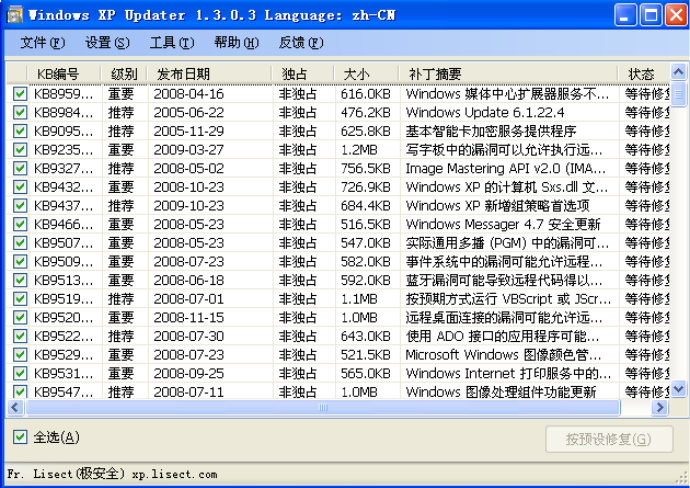 Windows XP Updater 1.3.0.3 Language: zh-CN
文件(F) 设置(S) 工具(T) 帮助(H) 反馈(F)
KB编号 级别 发布日期 独占 大小 补丁摘要 状态
KB8959... 重要 2008-04-16 非独占 616.0KB Windows 媒体中心扩展器服务不... 等待修复
KB8984... 推荐 2005-06-22 非独占 476.2KB Windows Update 6.1.22.4 等待修复
KB9095... 推荐 2005-11-29 非独占 625.8KB 基本智能卡加密服务提供程序 等待修复
KB9235... 重要 2009-03-27 非独占 1.2MB 写字板中的漏洞可以允许执行远... 等待修复
KB9327... 推荐 2008-05-02 非独占 756.5KB Image Mastering API v2.0 (IMA... 等待修复
KB9432... 推荐 2008-10-23 非独占 726.9KB Windows XP 的计算机 Sxs.dll 文... 等待修复
KB9437... 推荐 2008-10-23 非独占 684.4KB Windows XP 新增组策略首选项 等待修复
KB9466... 重要 2008-05-23 非独占 516.5KB Windows Messager 4.7 安全更新 等待修复
KB9507... 重要 2008-05-23 非独占 547.0KB 实际通用多播 (PGM) 中的漏洞可... 等待修复
KB9509... 重要 2008-07-23 非独占 582.0KB 事件系统中的漏洞可能允许远程... 等待修复
KB9513... 重要 2008-06-18 非独占 592.0KB 蓝牙漏洞可能导致远程代码得以... 等待修复
KB9519... 推荐 2008-07-01 非独占 1.1MB 按预期方式运行 VBScript 或 JScr... 等待修复
KB9520... 重要 2008-11-15 非独占 1.0MB 远程桌面连接的漏洞可能允许远... 等待修复
KB9522... 推荐 2008-07-30 非独占 643.0KB 使用 ADO 接口的应用程序可能... 等待修复
KB9529... 重要 2008-07-23 非独占 521.5KB Microsoft Windows 图像颜色管... 等待修复
KB9531... 重要 2008-09-25 非独占 565.0KB Windows Internet 打印服务中的... 等待修复
KB9547... 推荐 2008-07-11 非独占 1.0MB Windows 图像处理组件功能更新 等待修复
全选(A) 按预设修复(G)
Fr. Lisect(极安全) xp.lisect.com